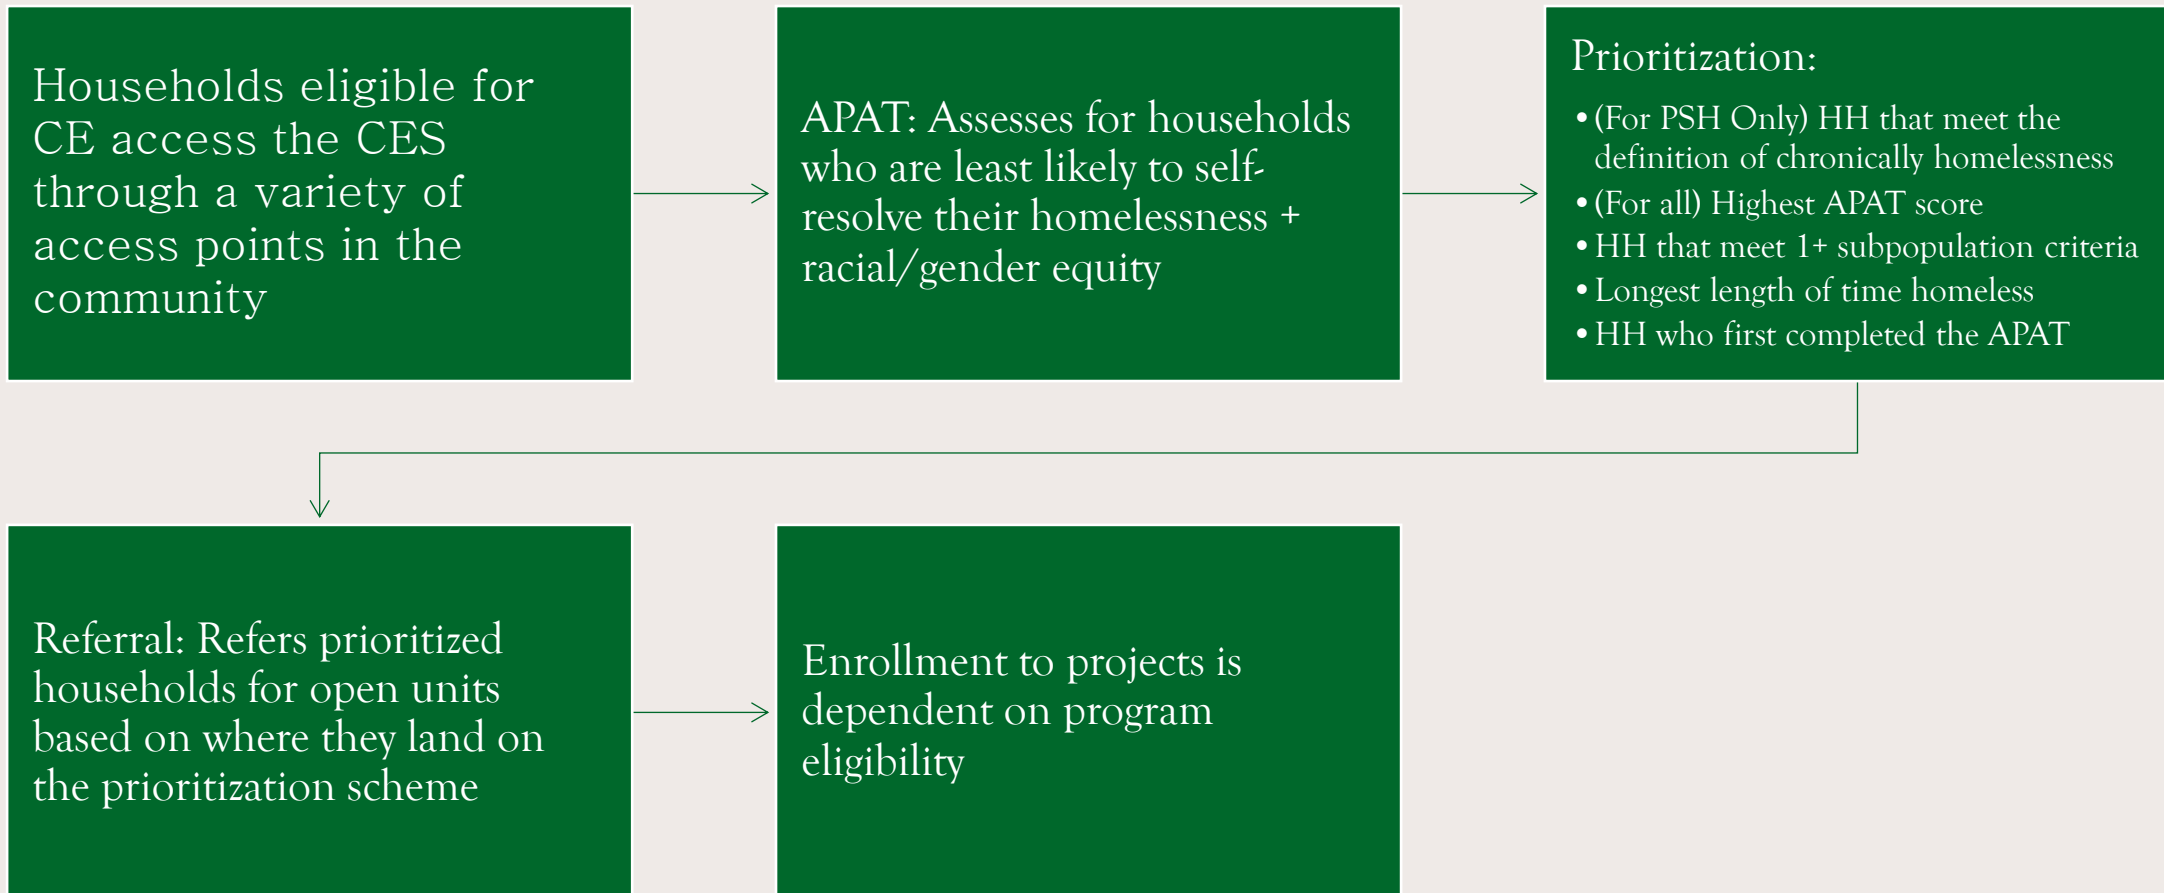 Households eligible for
CE access the CES
through a variety of
access points in the
community
APAT: Assesses for households
who are least likely to self-
resolve their homelessness +
racial/gender equity
Prioritization:
• (For PSH Only) HH that meet the
definition of chronically homelessness
• (For all) Highest APAT score
• HH that meet 1+ subpopulation criteria
• Longest length of time homeless
• HH who first completed the APAT
Referral: Refers prioritized
households for open units
based on where they land on
the prioritization scheme
Enrollment to projects is
dependent on program
eligibility